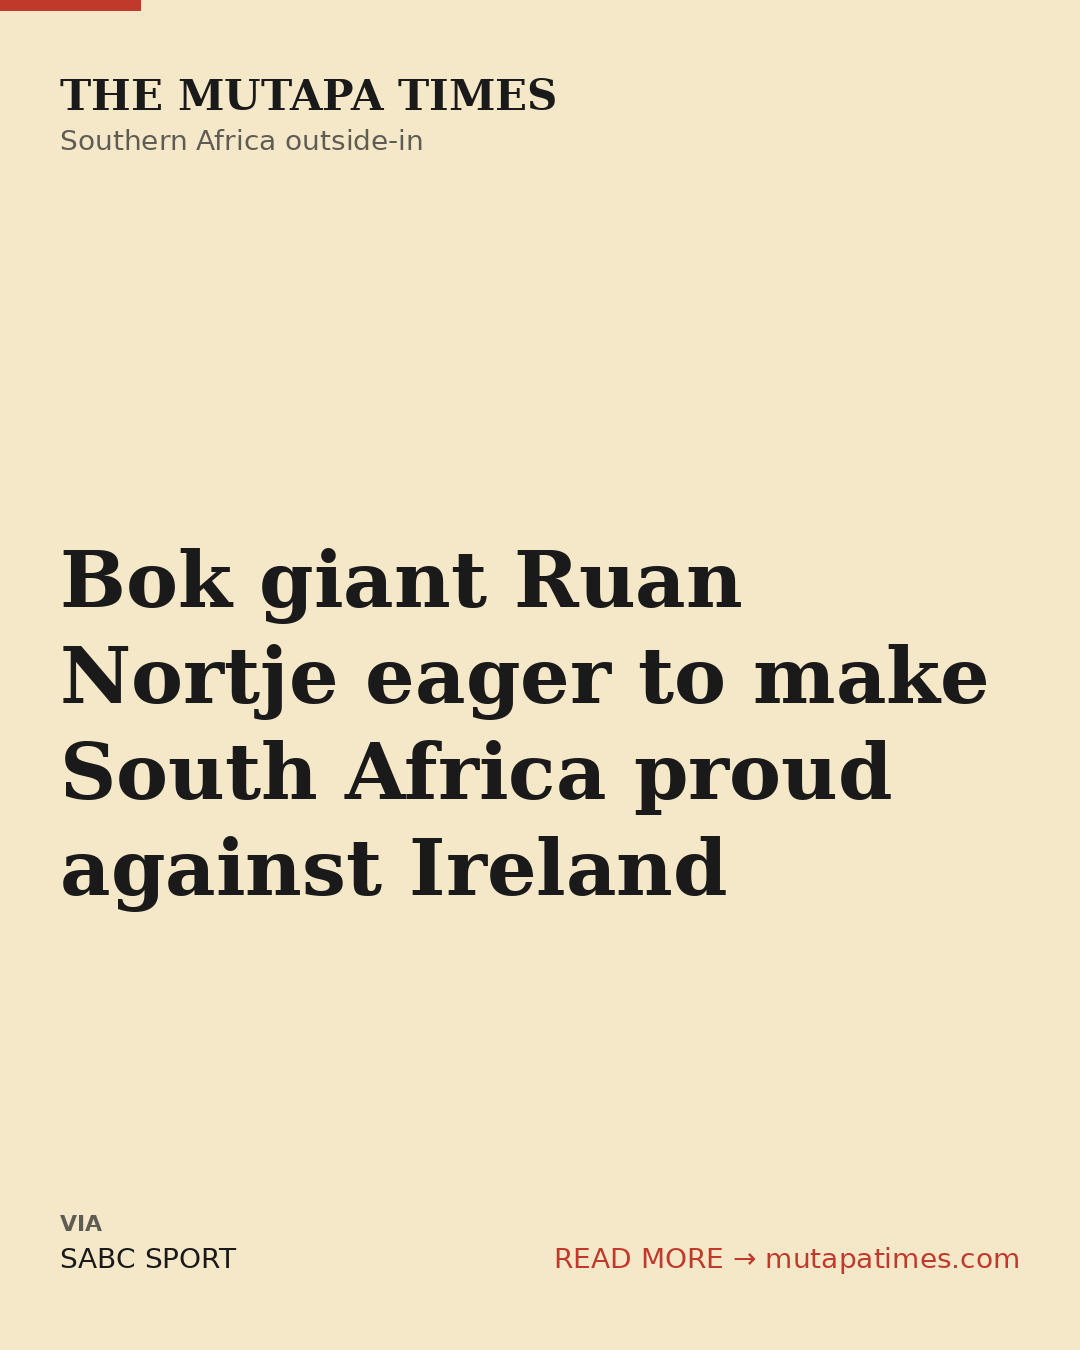 THE MUTAPA TIMES
Southern Africa outside-in
Bok giant Ruan
Nortje eager to make
South Africa proud
against Ireland
VIA
SABC SPORT
READ MORE → mutapatimes.com